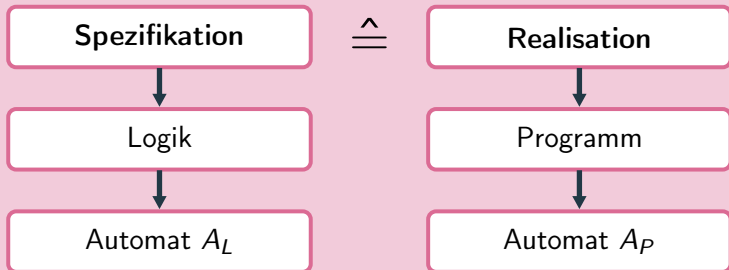 Spezifikation ≙ Realisation
Logik Programm
Automat A_L Automat A_P